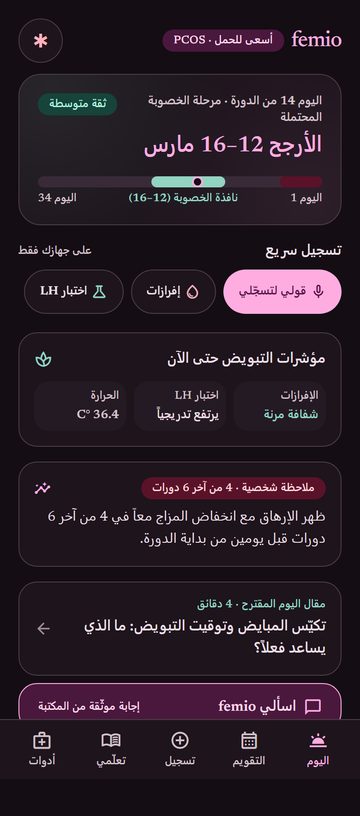 femio
أسعى للحمل · PCOS
اليوم 14 من الدورة · مرحلة الخصوبة
المحتملة
ثقة متوسطة
الأرجح 12–16 مارس
اليوم 1
نافذة الخصوبة (12–16)
اليوم 34
تسجيل سريع
على جهازك فقط
قولي لتسجّلي
إفرازات
اختبار LH
مؤشرات التبويض حتى الآن
الإفرازات
شفافة مرنة
اختبار LH
يرتفع تدريجياً
الحرارة
36.4 °C
ملاحظة شخصية · 4 من آخر 6 دورات
ظهر الإرهاق مع انخفاض المزاج معاً في 4 من آخر 6
دورات قبل يومين من بداية الدورة.
مقال اليوم المقترح · 4 دقائق
تكيّس المبايض وتوقيت التبويض: ما الذي
يساعد فعلاً؟
اسألي femio
إجابة موثّقة من المكتبة
اليوم
التقويم
تسجيل
تعلّمي
أدوات